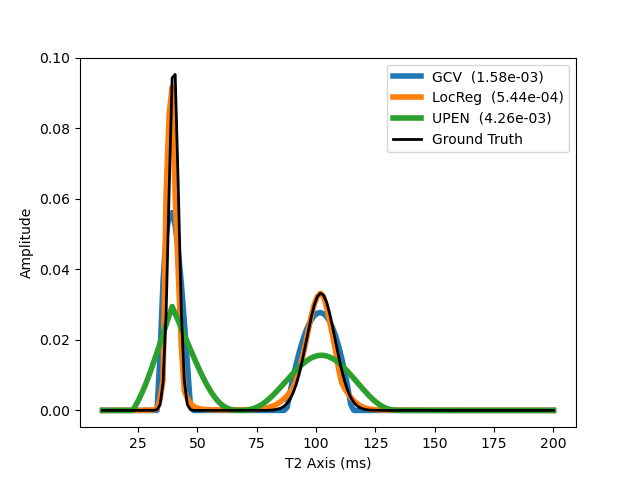 GCV (1.58e-03)
LocReg (5.44e-04)
UPEN (4.26e-03)
Ground Truth
Amplitude
0.10
0.08
0.06
0.04
0.02
0.00
25 50 75 100 125 150 175 200
T2 Axis (ms)